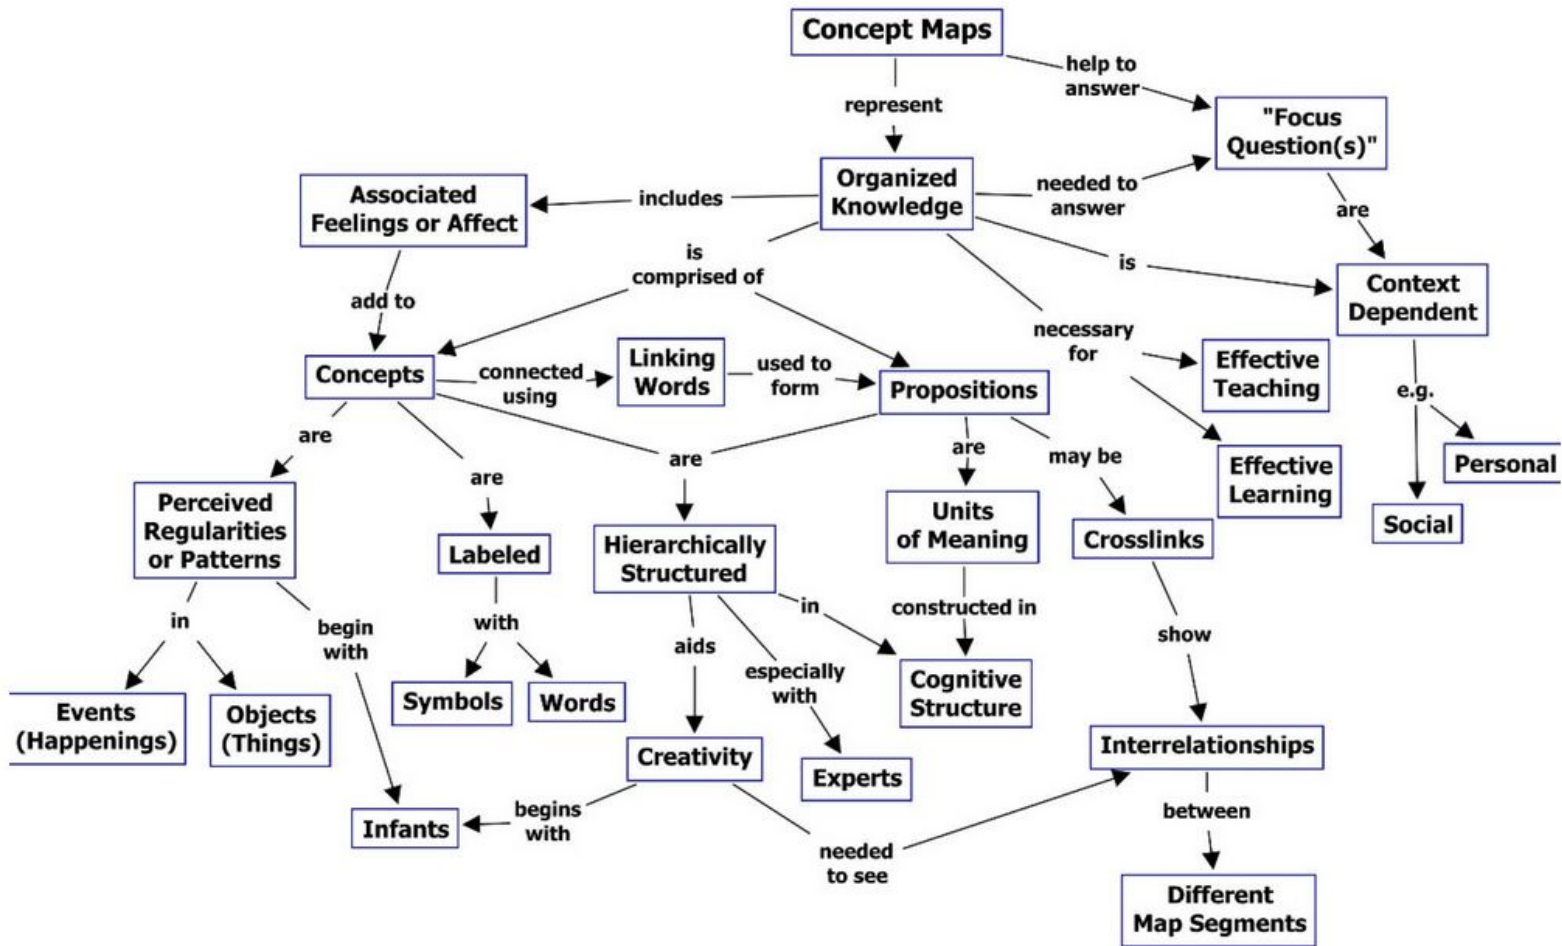 Concept Maps
help to
answer
represent
"Focus
Question(s)"
Organized
Knowledge
needed to
answer
includes
Associated
Feelings or Affect
are
is
comprised of
is
Context
Dependent
add to
necessary
for
Effective
Teaching
Linking
Words
used to
form
Concepts
connected
using
Propositions
e.g.
are
are
are
are
may be
Effective
Learning
Personal
Social
Perceived
Regularities
or Patterns
Labeled
Hierarchically
Structured
Units
of Meaning
Crosslinks
in
begin
with
with
aids
especially
with
in
constructed in
show
Symbols
Words
Cognitive
Structure
Events
(Happenings)
Objects
(Things)
Creativity
Experts
Interrelationships
Infants
begins
with
needed
to see
between
Different
Map Segments